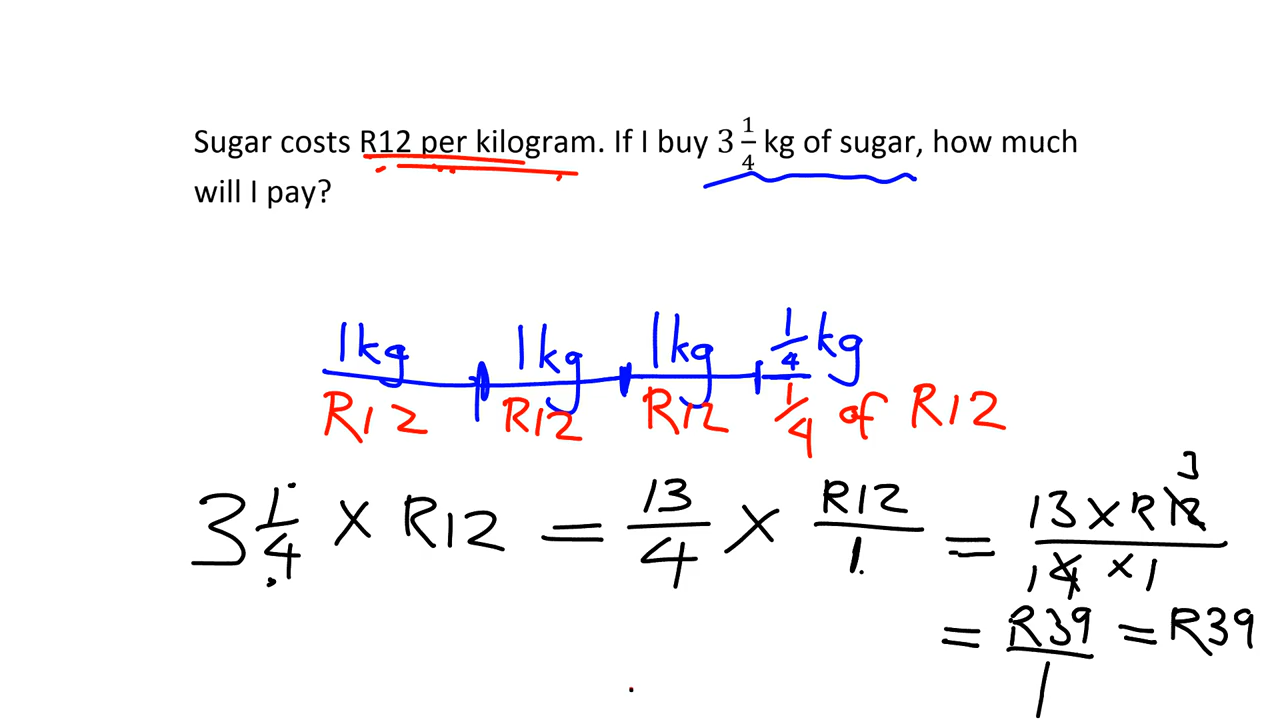 Sugar costs R12 per kilogram. If I buy 3 1/4 kg of sugar, how much
will I pay?
1kg 1kg 1kg 1/4 kg
R12 R12 R12 1/4 of R12
3 1/4 × R12 = 13/4 × R12/1 = 13 × R12/4 × 1
3
1
= R39/1 = R39